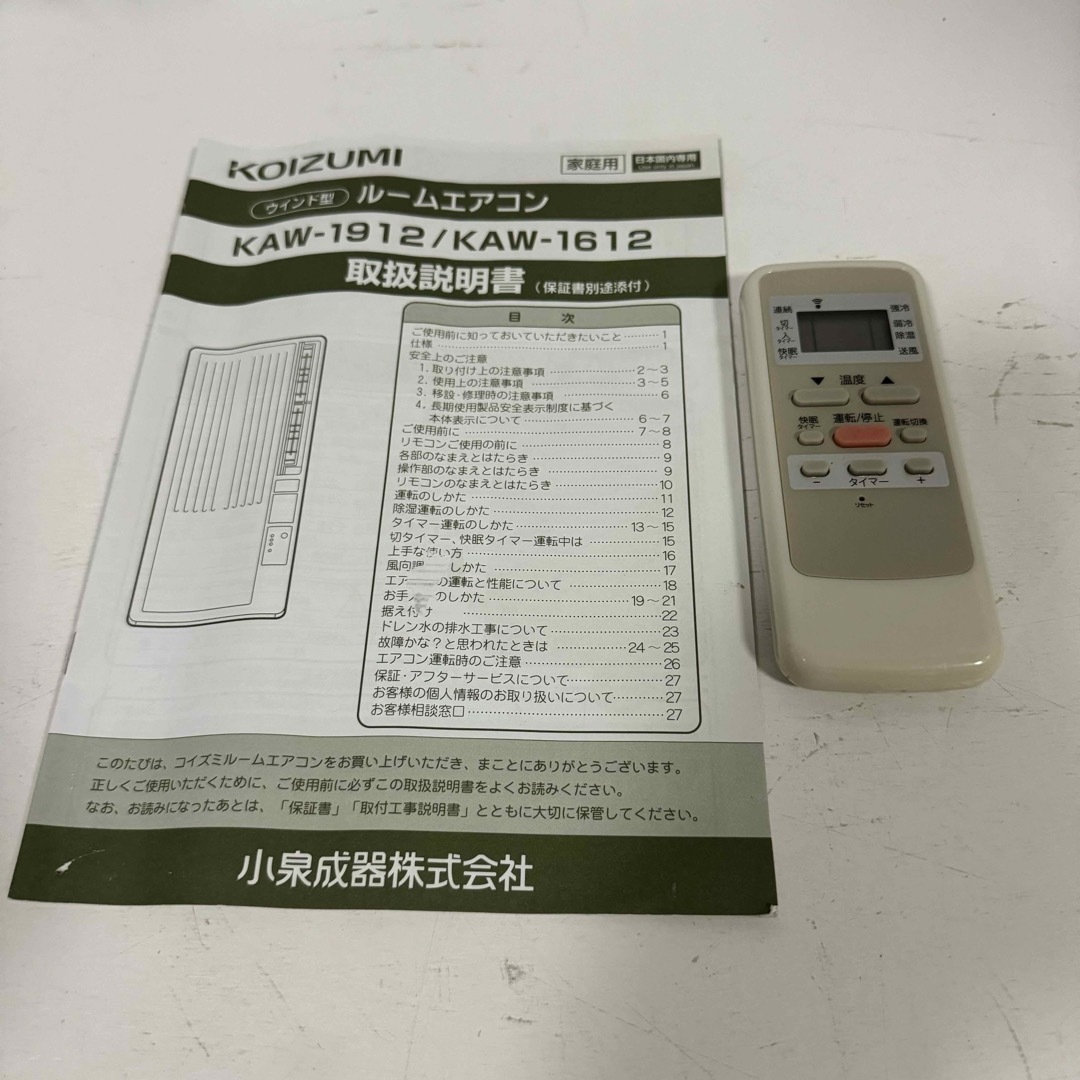 KOIZUMI
家庭用
日本国内専用
ウインド型 ルームエアコン
KAW-1912/KAW-1612
取扱説明書(保証書別途添付)
目 次
ご使用前に知っておいていただきたいこと………1
仕様………1
安全上のご注意
1. 取り付け上の注意事項………2〜3
2. 使用上の注意事項………3〜5
3. 移設・修理時の注意事項………6
4. 長期使用製品安全表示制度に基づく
本体表示について………6〜7
ご使用前に………7〜8
リモコンご使用の前に………8
各部のなまえとはたらき………9
操作部のなまえとはたらき………9
リモコンのなまえとはたらき………10
運転のしかた………11
除湿運転のしかた………12
タイマー運転のしかた………13〜15
切タイマー、快眠タイマー運転中は………15
上手な使い方………16
風向調 しかた………17
エア の運転と性能について………18
お手 のしかた………19〜21
据え付け………22
ドレン水の排水工事について………23
故障かな?と思われたときは………24〜25
エアコン運転時のご注意………26
保証・アフターサービスについて………27
お客様の個人情報のお取り扱いについて………27
お客様相談窓口………27
このたびは、コイズミルームエアコンをお買い上げいただき、まことにありがとうございます。
正しくご使用いただくために、ご使用前に必ずこの取扱説明書をよくお読みください。
なお、お読みになったあとは、「保証書」「取付工事説明書」とともに大切に保管してください。
小泉成器株式会社
連続
切タイマー
入タイマー
快眠タイマー
強冷
弱冷
除湿
送風
▼ 温度 ▲
快眠タイマー 運転/停止 運転切換
− タイマー +
リセット